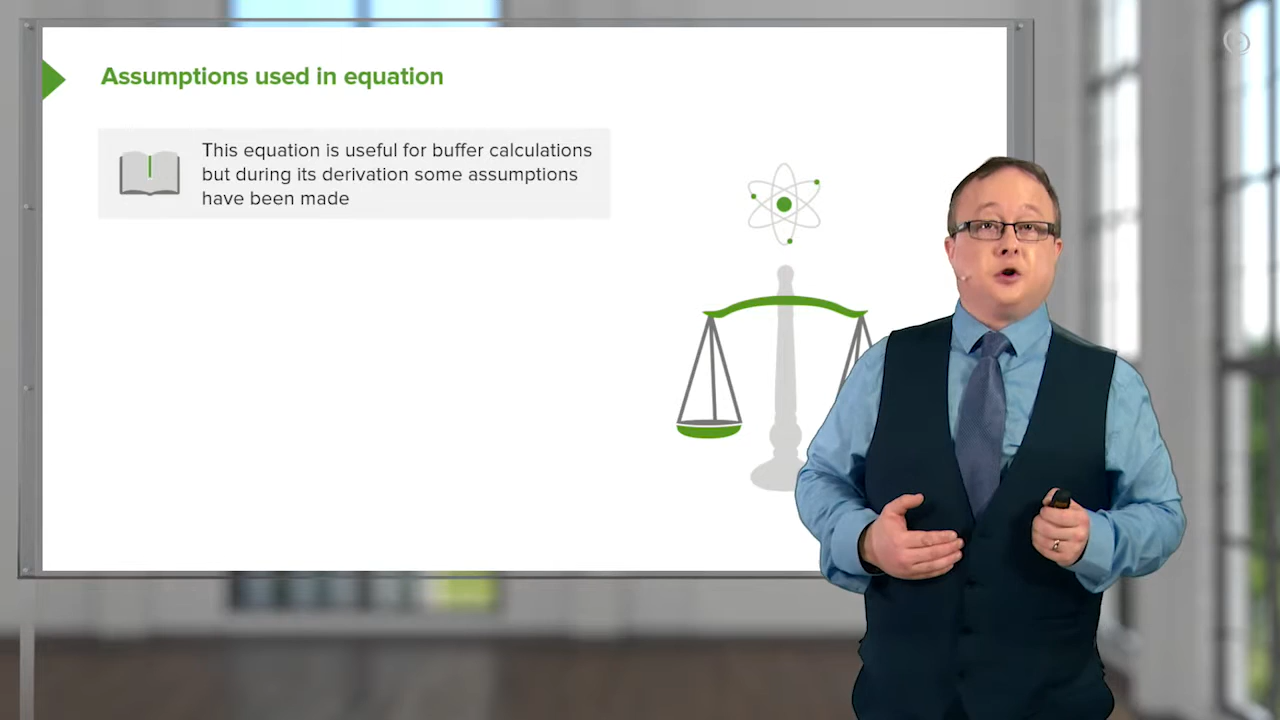 Assumptions used in equation
This equation is useful for buffer calculations
but during its derivation some assumptions
have been made